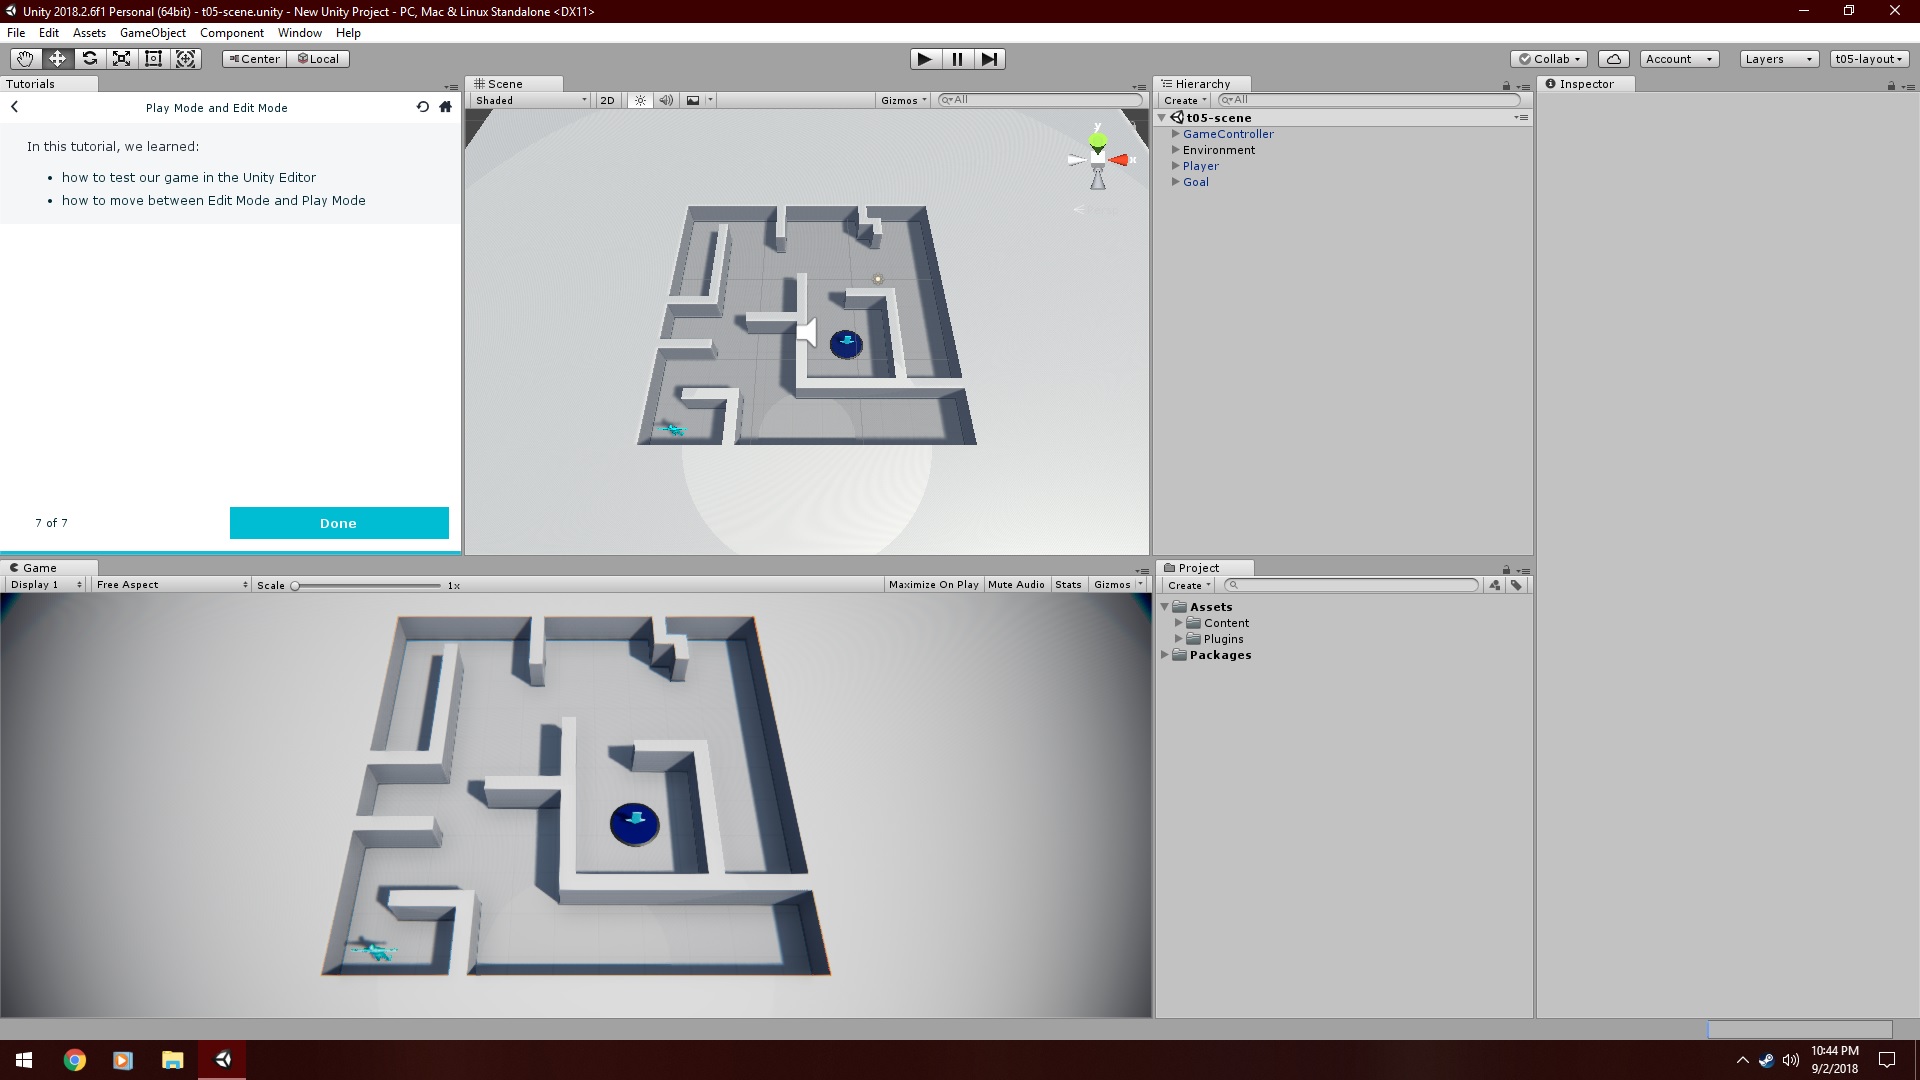 Unity 2018.2.6f1 Personal (64bit) - t05-scene.unity - New Unity Project - PC, Mac & Linux Standalone <DX11>
File Edit Assets GameObject Component Window Help
Center Local Collab Account Layers t05-layout
Tutorials
Play Mode and Edit Mode
In this tutorial, we learned:
• how to test our game in the Unity Editor
• how to move between Edit Mode and Play Mode
7 of 7 Done
Scene
Shaded 2D Gizmos All
y
x
Persp
Hierarchy
Create All
t05-scene
GameController
Environment
Player
Goal
Inspector
Game
Display 1 Free Aspect Scale 1x Maximize On Play Mute Audio Stats Gizmos
Project
Create
Assets
Content
Plugins
Packages
10:44 PM
9/2/2018